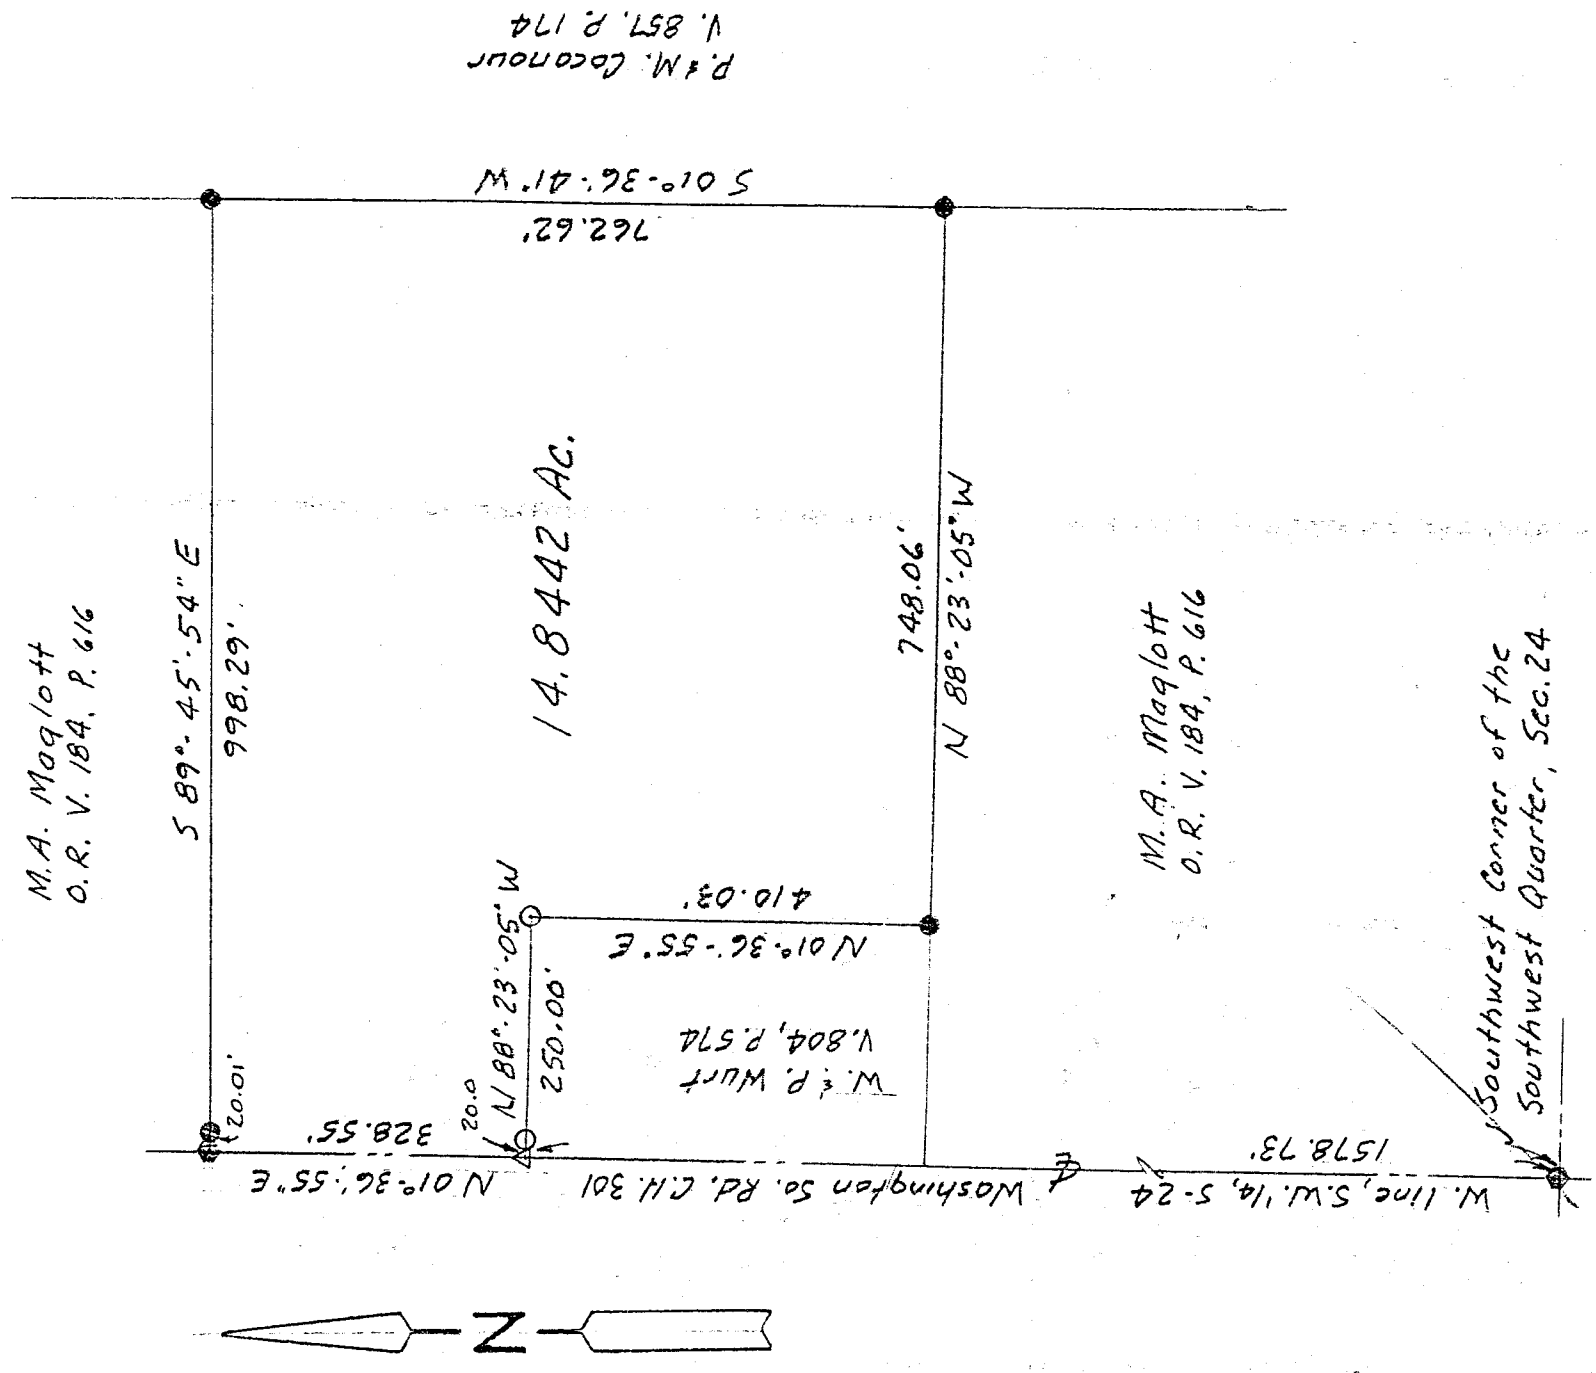 P. & M. Coconour
V. 857, P. 174
S 01°-36'-41" W
762.62'
M.A. Maglott
O.R. V. 184, P. 616
S 89°-45'-54" E
998.29'
20.01'
14.8442 Ac.
748.06'
N 88°-23'-05" W
N 88°-23'-05" W
250.00'
20.0
410.03'
N 01°-36'-55" E
W. & P. Wurt
V. 804, P. 574
328.55'
N 01°-36'-55" E
Washington So. Rd. C.H. 301
M.A. Maglott
O.R. V. 184, P. 616
1578.73'
W. line, S.W. 1/4, S-24
Southwest Corner of the
Southwest Quarter, Sec. 24
N